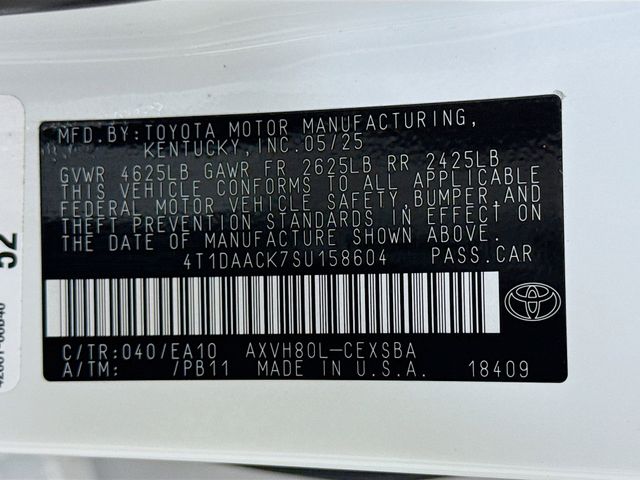 MFD.BY:TOYOTA MOTOR MANUFACTURING,
KENTUCKY,INC.05/25
GVWR 4625LB GAWR FR 2625LB RR 2425LB
THIS VEHICLE CONFORMS TO ALL APPLICABLE
FEDERAL MOTOR VEHICLE SAFETY,BUMPER,AND
THEFT PREVENTION STANDARDS IN EFFECT ON
THE DATE OF MANUFACTURE SHOWN ABOVE.
4T1DAACK7SU158604 PASS.CAR
C/TR:040/EA10 AXVH80L-CEXSBA
A/TM: /PB11 MADE IN U.S.A. 18409
52